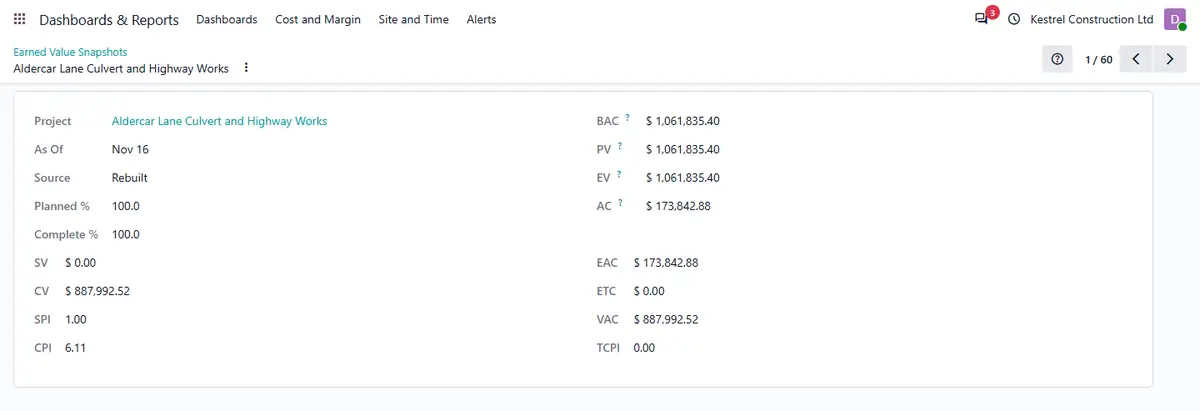 Dashboards & Reports Dashboards Cost and Margin Site and Time Alerts 3 Kestrel Construction Ltd D
Earned Value Snapshots
Aldercar Lane Culvert and Highway Works
1 / 60
Project Aldercar Lane Culvert and Highway Works BAC ? $ 1,061,835.40
As Of Nov 16 PV ? $ 1,061,835.40
Source Rebuilt EV ? $ 1,061,835.40
Planned % 100.0 AC ? $ 173,842.88
Complete % 100.0
SV $ 0.00 EAC $ 173,842.88
CV $ 887,992.52 ETC $ 0.00
SPI 1.00 VAC $ 887,992.52
CPI 6.11 TCPI 0.00